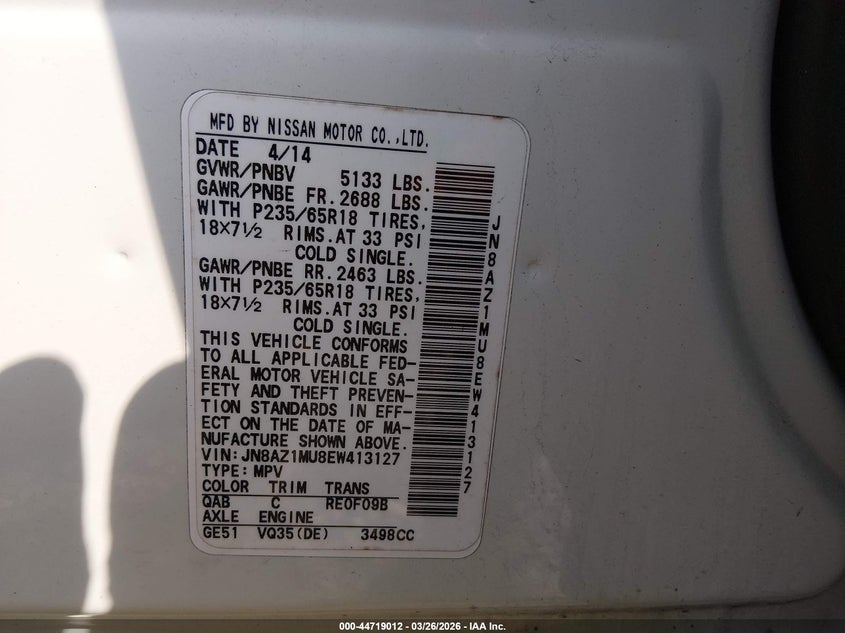 MFD BY NISSAN MOTOR CO.,LTD.
DATE 4/14
GVWR/PNBV 5133 LBS.
GAWR/PNBE FR. 2688 LBS.
WITH P235/65R18 TIRES,
18×7½ RIMS. AT 33 PSI
COLD SINGLE.
GAWR/PNBE RR. 2463 LBS.
WITH P235/65R18 TIRES,
18×7½ RIMS. AT 33 PSI
COLD SINGLE.
THIS VEHICLE CONFORMS
TO ALL APPLICABLE FED-
ERAL MOTOR VEHICLE SA-
FETY AND THEFT PREVEN-
TION STANDARDS IN EFF-
ECT ON THE DATE OF MA-
NUFACTURE SHOWN ABOVE.
VIN: JN8AZ1MU8EW413127
TYPE: MPV
COLOR TRIM TRANS
QAB C RE0F09B
AXLE ENGINE
GE51 VQ35(DE) 3498CC
JN8AZ1MU8EW413127
000-44719012 - 03/26/2026 - IAA Inc.